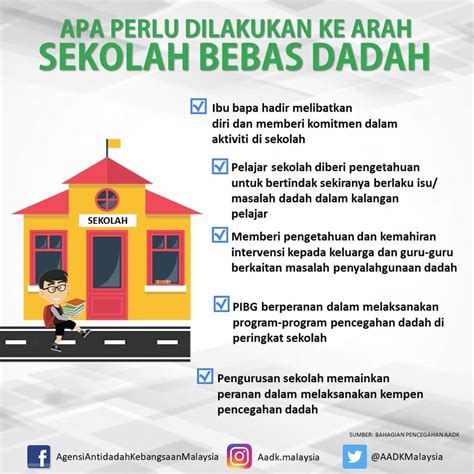 APA PERLU DILAKUKAN KE ARAH
SEKOLAH BEBAS DADAH
Ibu bapa hadir melibatkan
diri dan memberi komitmen dalam
aktiviti di sekolah
Pelajar sekolah diberi pengetahuan
untuk bertindak sekiranya berlaku isu/
masalah dadah dalam kalangan
pelajar
Memberi pengetahuan dan kemahiran
intervensi kepada keluarga dan guru-guru
berkaitan masalah penyalahgunaan dadah
PIBG berperanan dalam melaksanakan
program-program pencegahan dadah di
peringkat sekolah
Pengurusan sekolah memainkan
peranan dalam melaksanakan kempen
pencegahan dadah
SEKOLAH
SUMBER: BAHAGIAN PENCEGAHAN AADK
AgensiAntidadahKebangsaanMalaysia
Aadk.malaysia
@AADKMalaysia